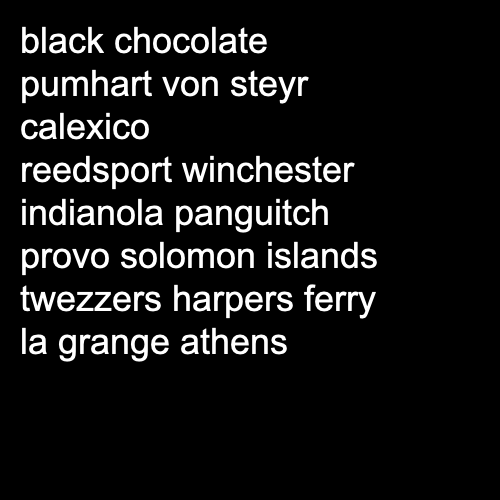 black chocolate
pumhart von steyr
calexico
reedsport winchester
indianola panguitch
provo solomon islands
twezzers harpers ferry
la grange athens